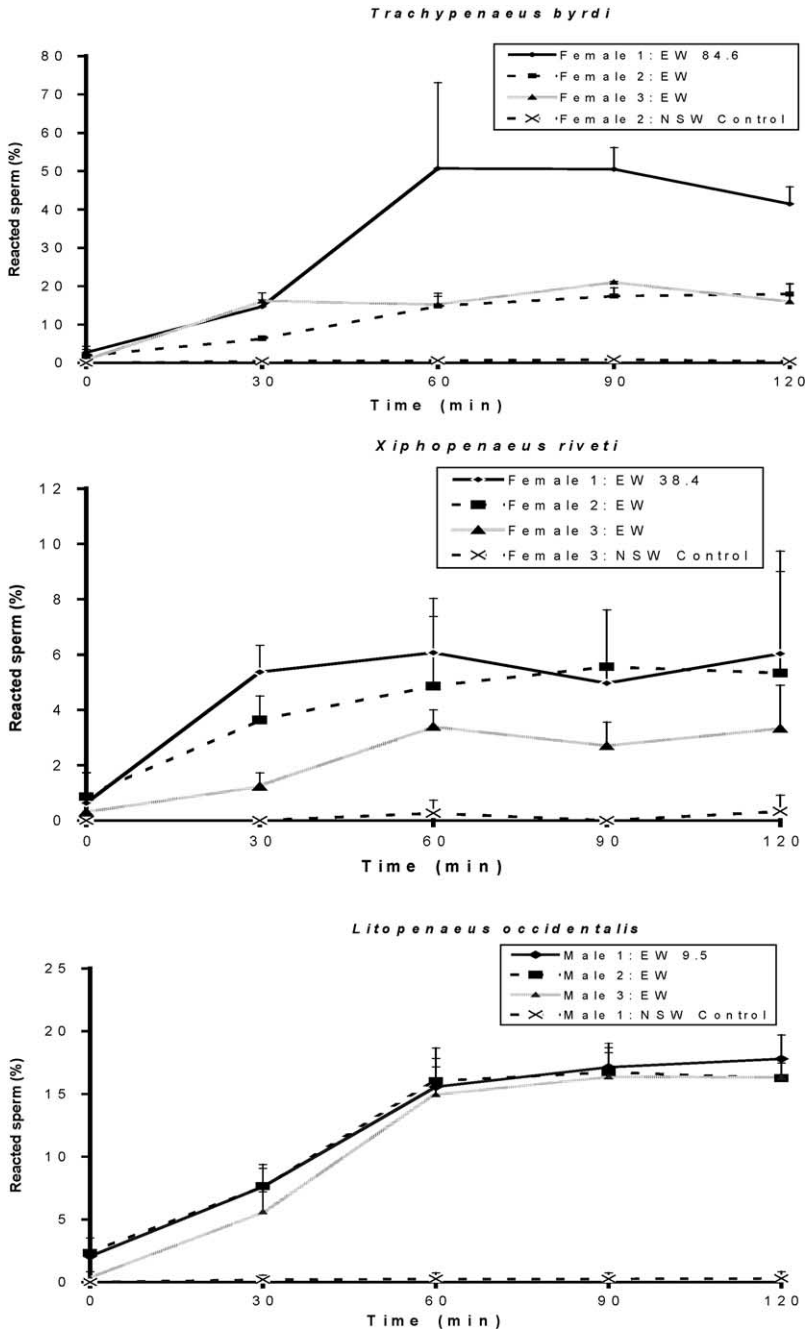 Trachypenaeus byrdi
Female 1: EW 84.6
Female 2: EW
Female 3: EW
Female 2: NSW Control
Reacted sperm (%)
80
70
60
50
40
30
20
10
0
0 30 60 90 120
Time (min)
Xiphopenaeus riveti
Female 1: EW 38.4
Female 2: EW
Female 3: EW
Female 3: NSW Control
Reacted sperm (%)
12
10
8
6
4
2
0
0 30 60 90 120
Time (min)
Litopenaeus occidentalis
Male 1: EW 9.5
Male 2: EW
Male 3: EW
Male 1: NSW Control
Reacted sperm (%)
25
20
15
10
5
0
0 30 60 90 120
Time (min)